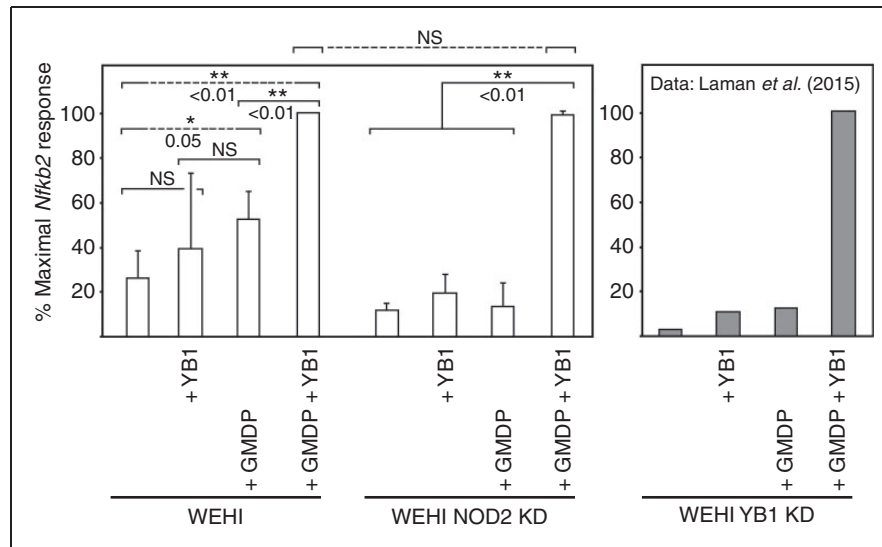 NS
**
<0.01
**
<0.01
*
0.05
NS
NS
**
<0.01
Data: Laman et al. (2015)
% Maximal Nfkb2 response
100
80
60
40
20
100
80
60
40
20
+ YB1
+ GMDP
+ GMDP + YB1
+ YB1
+ GMDP
+ GMDP + YB1
+ YB1
+ GMDP
+ GMDP + YB1
WEHI
WEHI NOD2 KD
WEHI YB1 KD